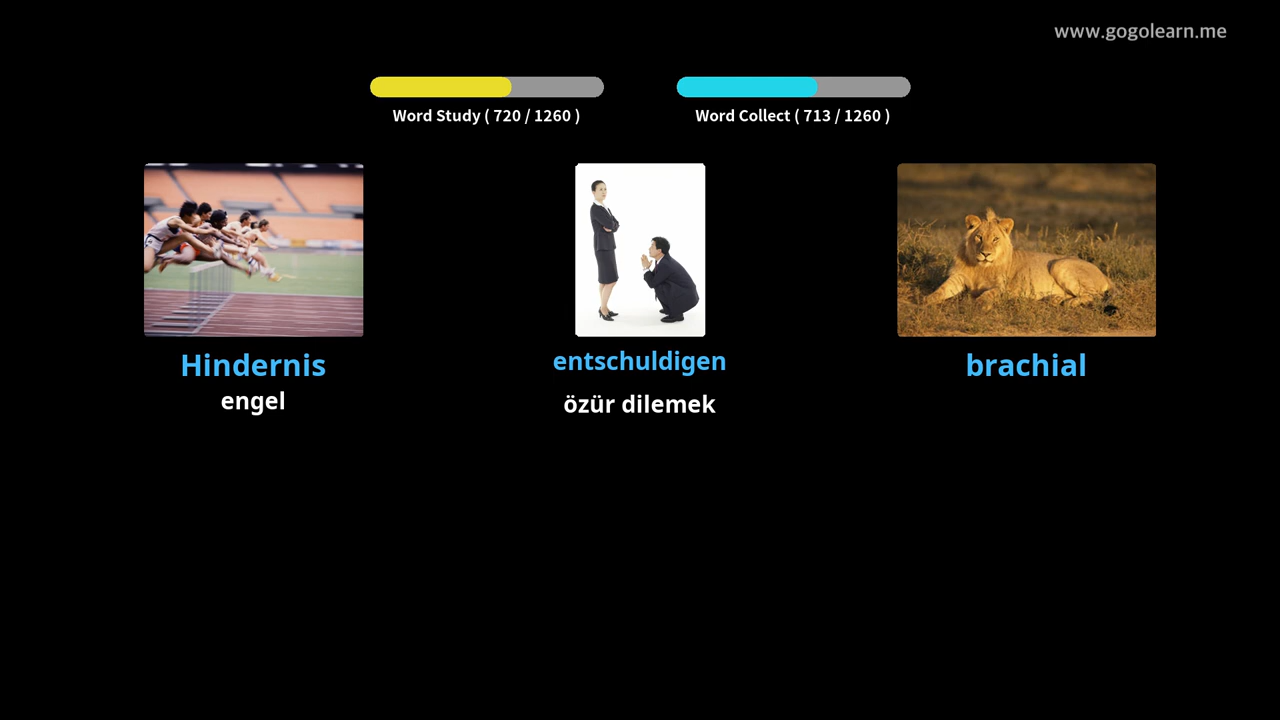 www.gogolearn.me
Word Study ( 720 / 1260 )
Word Collect ( 713 / 1260 )
Hindernis
engel
entschuldigen
özür dilemek
brachial